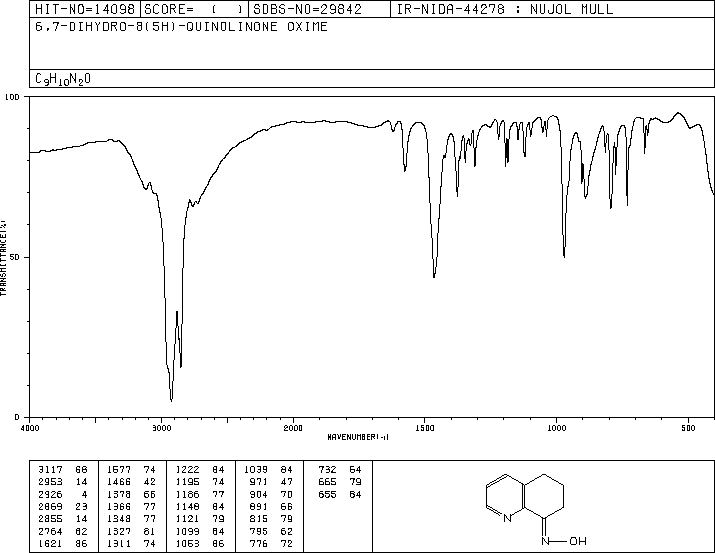 HIT-NO=14098 SCORE= ( ) SDBS-NO=29842 IR-NIDA-44278 : NUJOL MULL
6,7-DIHYDRO-8(5H)-QUINOLINONE OXIME
C9H10N2O
100
50
0
TRANSMITTANCE(%)
4000 3000 2000 1500 1000 500
WAVENUMBER(-1)
3117 68 1577 74 1222 84 1039 84 732 64
2953 14 1466 42 1195 74 971 47 665 79
2926 4 1378 66 1186 77 904 70 655 84
2869 23 1366 77 1148 84 891 66
2855 14 1348 77 1121 79 815 79
2764 62 1327 81 1099 84 795 62
1621 86 1311 74 1053 86 776 72
N
N—OH